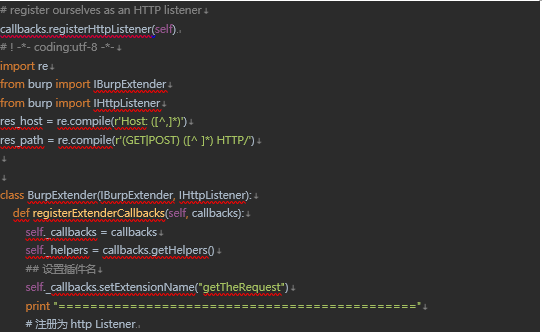 # register ourselves as an HTTP listener↓
callbacks.registerHttpListener(self).
# ! -*- coding:utf-8 -*-↓
import re↓
from burp import IBurpExtender↓
from burp import IHttpListener↓
res_host = re.compile(r'Host: ([^,]*)')↓
res_path = re.compile(r'(GET|POST) ([^ ]*) HTTP/')↓
↓
↓
class BurpExtender(IBurpExtender, IHttpListener):↓
def registerExtenderCallbacks(self, callbacks):↓
self._callbacks = callbacks↓
self._helpers = callbacks.getHelpers()↓
## 设置插件名↓
self._callbacks.setExtensionName("getTheRequest")↓
print "============================================"↓
# 注册为 http Listener↓